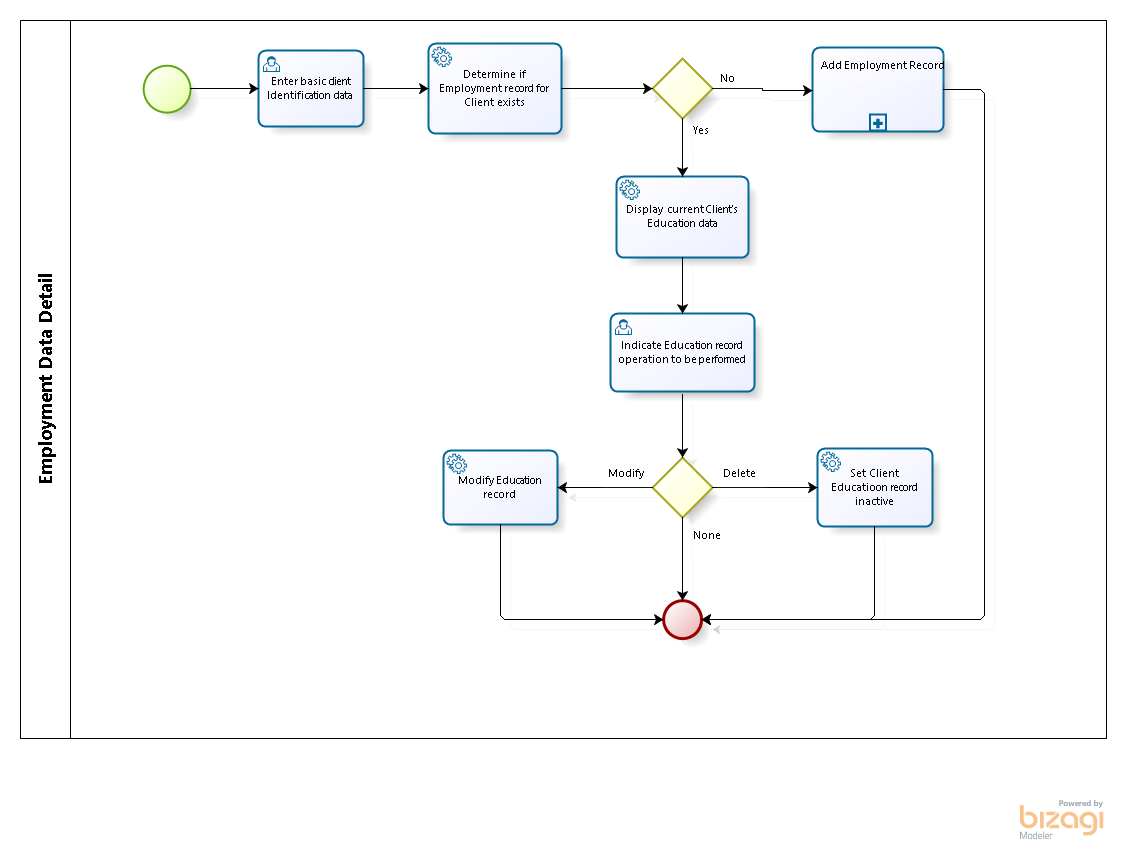 Employment Data Detail
Enter basic client
Identification data
Determine if
Employment record for
Client exists
No
Add Employment Record
Yes
Display current Client's
Education data
Indicate Education record
operation to be performed
Modify
Delete
Modify Education
record
Set Client
Educatioon record
inactive
None
Powered by
bizagi
Modeler